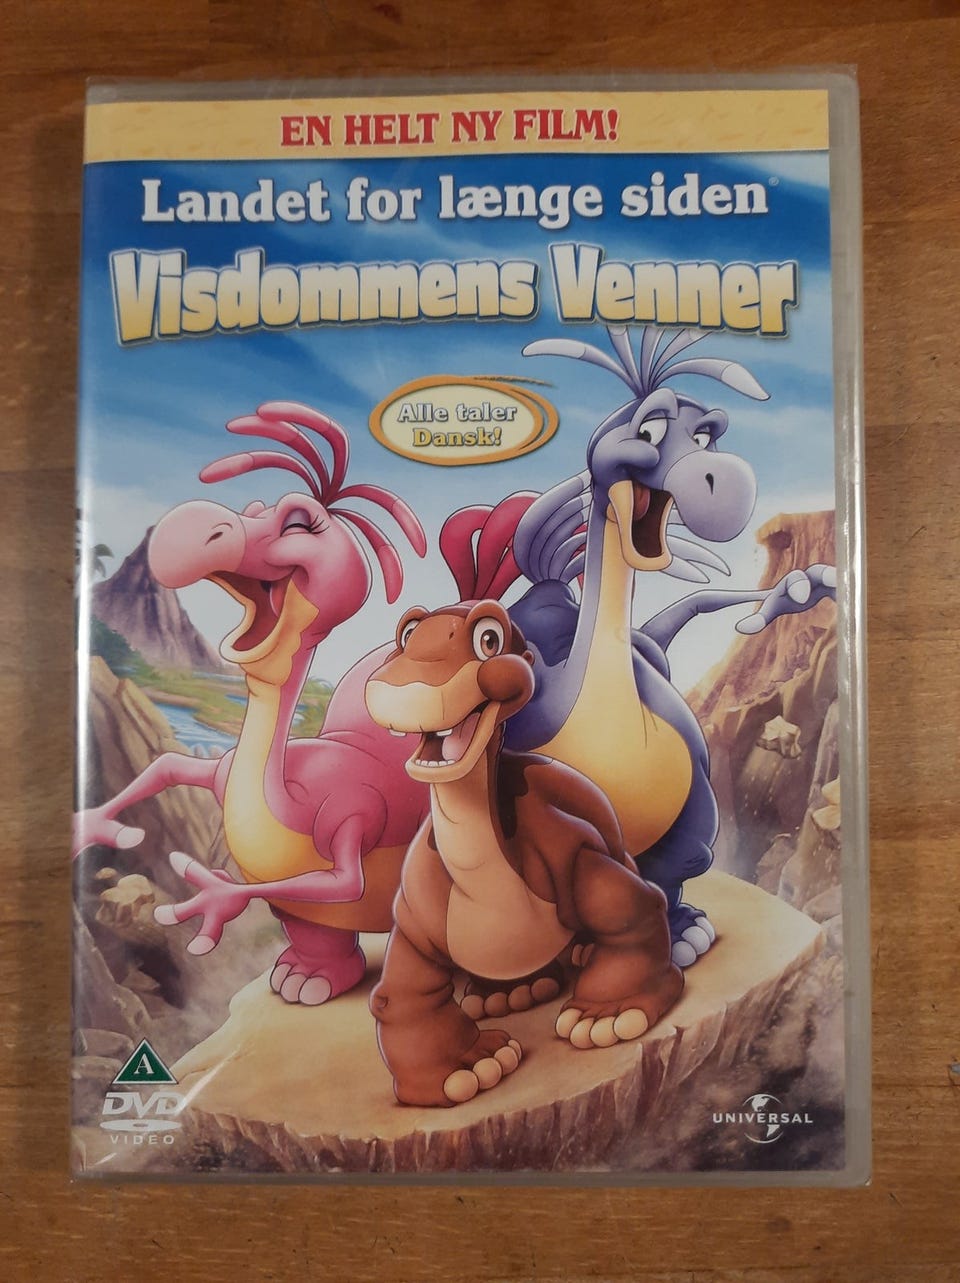 EN HELT NY FILM!
Landet for længe siden®
Visdommens Venner
Alle taler
Dansk!
A
DVD
VIDEO
UNIVERSAL